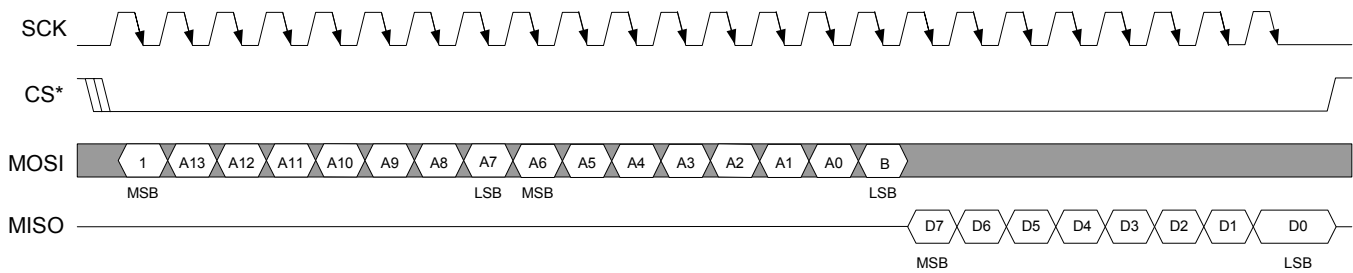 SCK
CS*
MOSI 1 A13 A12 A11 A10 A9 A8 A7 A6 A5 A4 A3 A2 A1 A0 B
MSB LSB MSB LSB
MISO D7 D6 D5 D4 D3 D2 D1 D0
MSB LSB